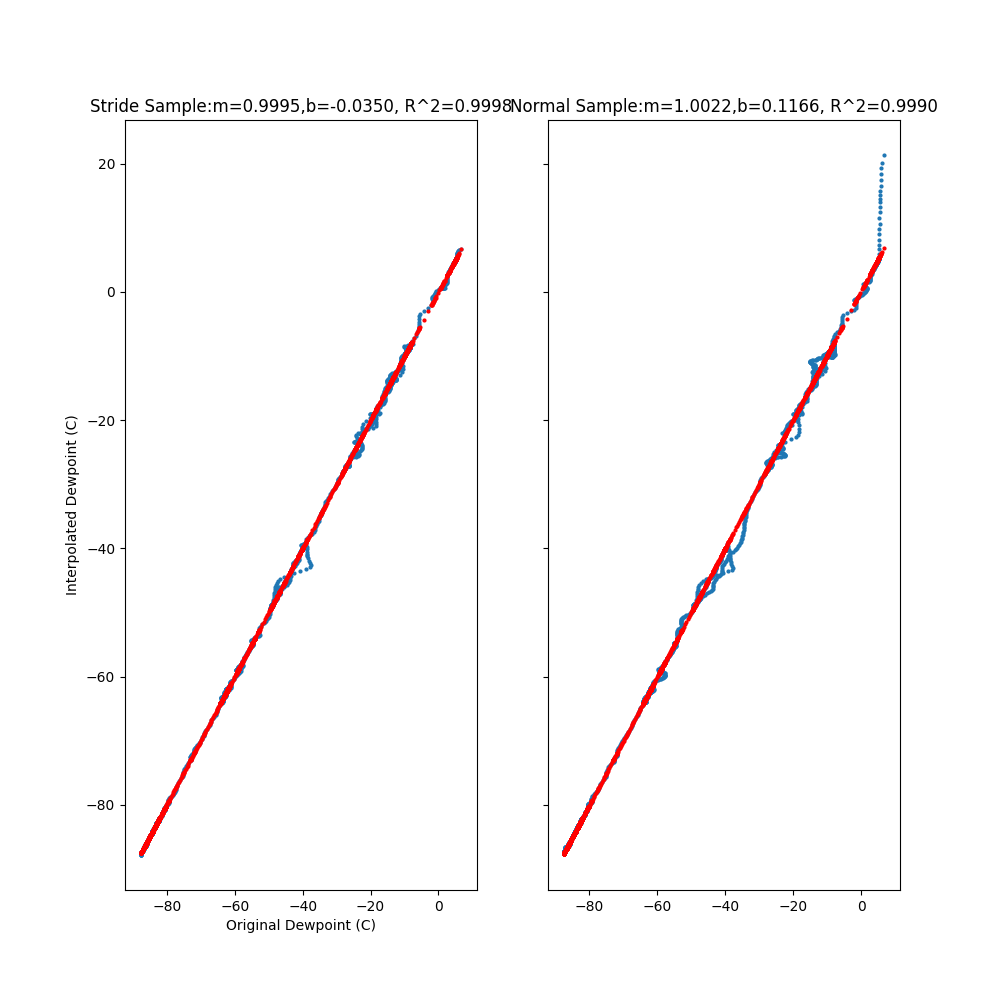 Stride Sample:m=0.9995,b=-0.0350, R^2=0.9998
Normal Sample:m=1.0022,b=0.1166, R^2=0.9990
20
0
−20
−40
−60
−80
Interpolated Dewpoint (C)
−80 −60 −40 −20 0
−80 −60 −40 −20 0
Original Dewpoint (C)